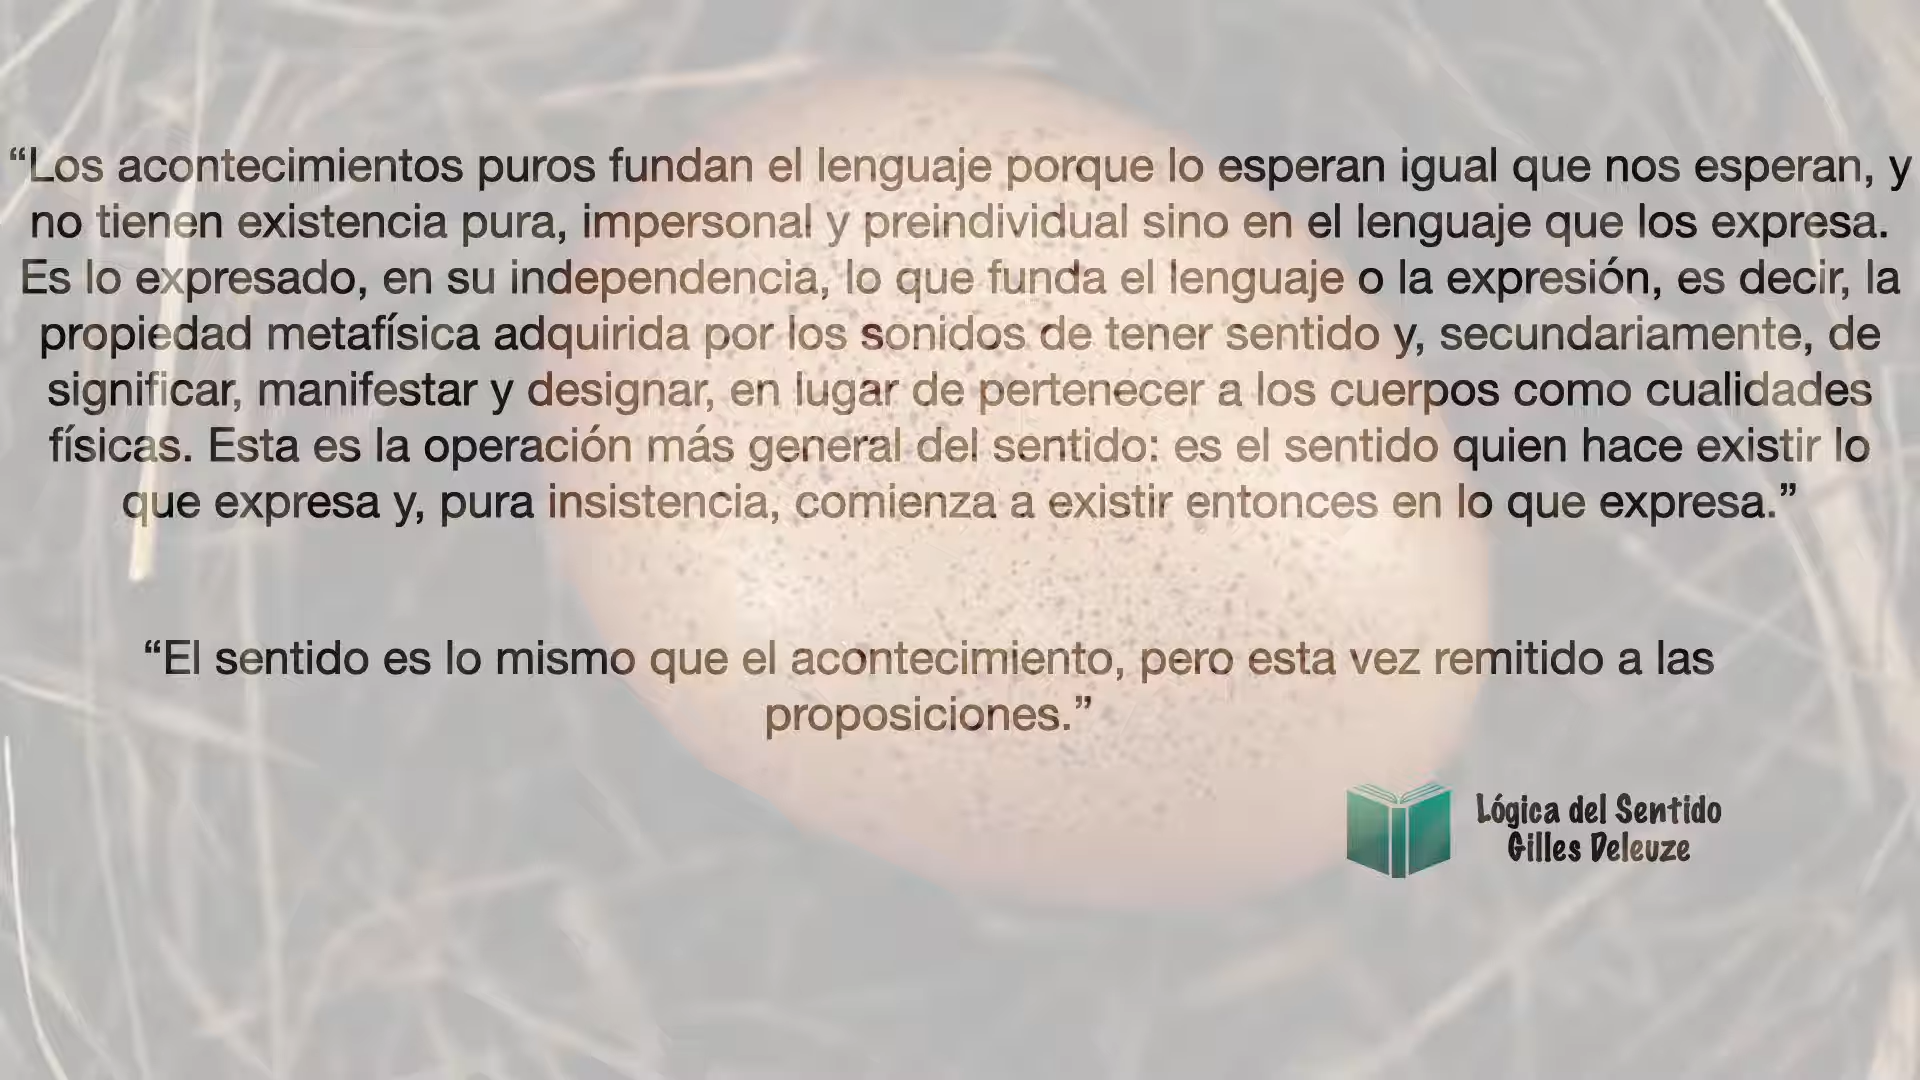 “Los acontecimientos puros fundan el lenguaje porque lo esperan igual que nos esperan, y
no tienen existencia pura, impersonal y preindividual sino en el lenguaje que los expresa.
Es lo expresado, en su independencia, lo que funda el lenguaje o la expresión, es decir, la
propiedad metafísica adquirida por los sonidos de tener sentido y, secundariamente, de
significar, manifestar y designar, en lugar de pertenecer a los cuerpos como cualidades
físicas. Esta es la operación más general del sentido: es el sentido quien hace existir lo
que expresa y, pura insistencia, comienza a existir entonces en lo que expresa.”
“El sentido es lo mismo que el acontecimiento, pero esta vez remitido a las
proposiciones.”
Lógica del Sentido
Gilles Deleuze